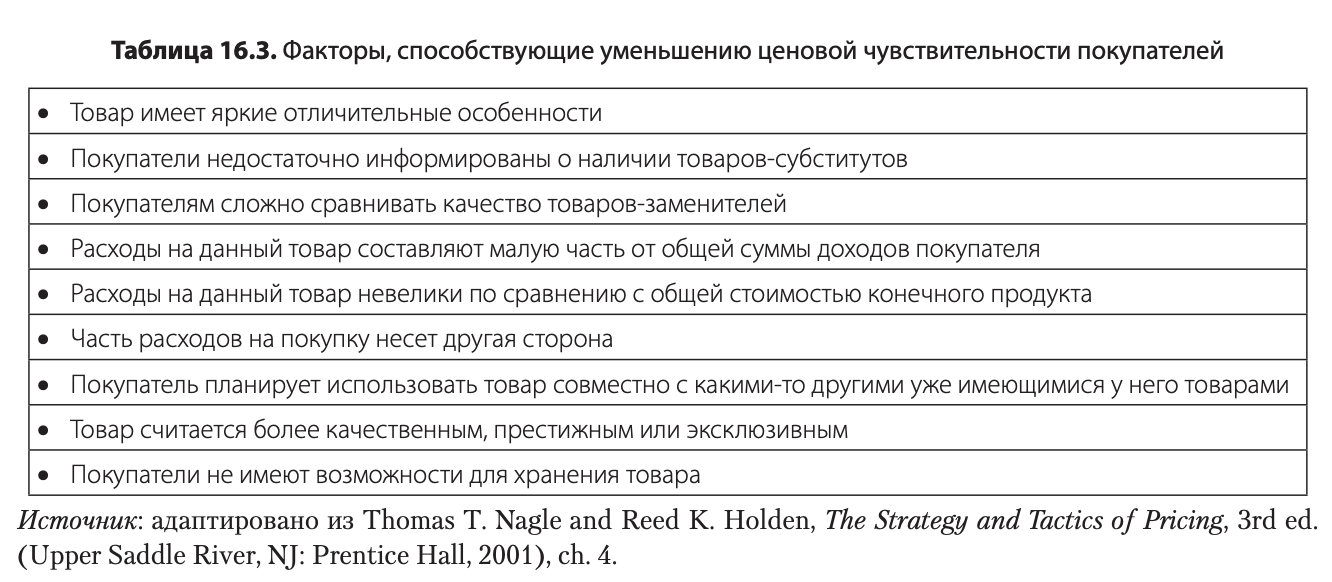 Таблица 16.3. Факторы, способствующие уменьшению ценовой чувствительности покупателей
• Товар имеет яркие отличительные особенности
• Покупатели недостаточно информированы о наличии товаров-субститутов
• Покупателям сложно сравнивать качество товаров-заменителей
• Расходы на данный товар составляют малую часть от общей суммы доходов покупателя
• Расходы на данный товар невелики по сравнению с общей стоимостью конечного продукта
• Часть расходов на покупку несет другая сторона
• Покупатель планирует использовать товар совместно с какими-то другими уже имеющимися у него товарами
• Товар считается более качественным, престижным или эксклюзивным
• Покупатели не имеют возможности для хранения товара
Источник: адаптировано из Thomas T. Nagle and Reed K. Holden, The Strategy and Tactics of Pricing, 3rd ed.
(Upper Saddle River, NJ: Prentice Hall, 2001), ch. 4.